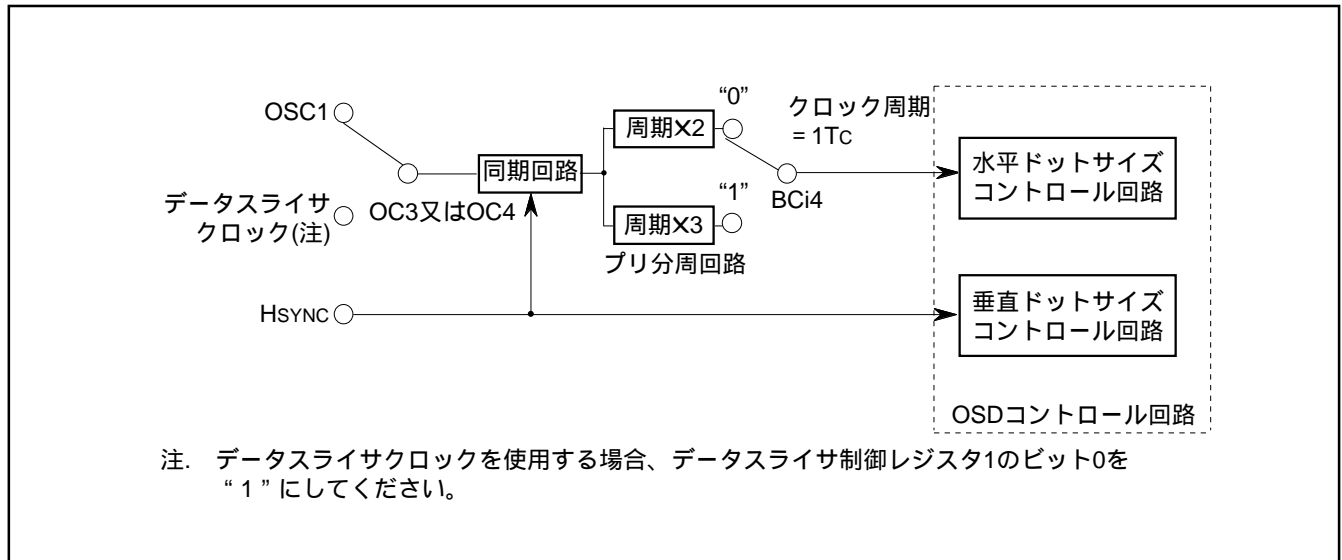 OSC1
データスライサ
クロック(注)
OC3又はOC4
HSYNC
同期回路
周期×2
“0”
周期×3
“1”
プリ分周回路
BCi4
クロック周期
= 1TC
水平ドットサイズ
コントロール回路
垂直ドットサイズ
コントロール回路
OSDコントロール回路
注. データスライサクロックを使用する場合、データスライサ制御レジスタ1のビット0を
“ 1 ” にしてください。